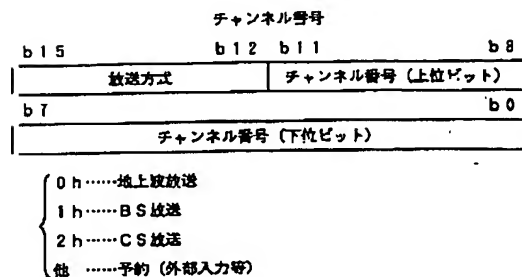 チャンネル番号
b15 b12 b11 b8
放送方式 チャンネル番号(上位ビット)
b7 b0
チャンネル番号(下位ビット)
0h……地上波放送
1h……BS放送
2h……CS放送
他 ……予約(外部入力等)